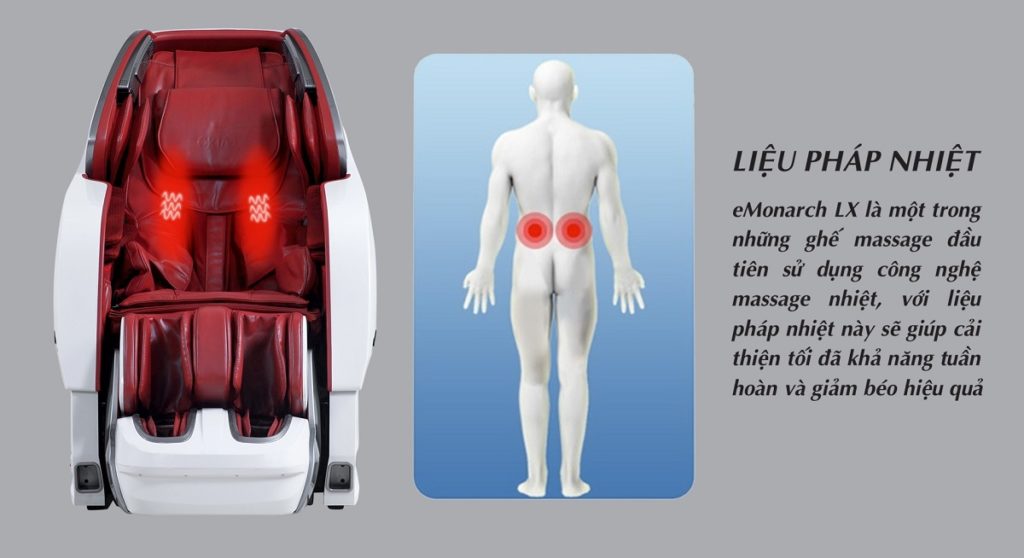 LIỆU PHÁP NHIỆT
eMonarch LX là một trong
những ghế massage đầu
tiên sử dụng công nghệ
massage nhiệt, với liệu
pháp nhiệt này sẽ giúp cải
thiện tối đã khả năng tuần
hoàn và giảm béo hiệu quả